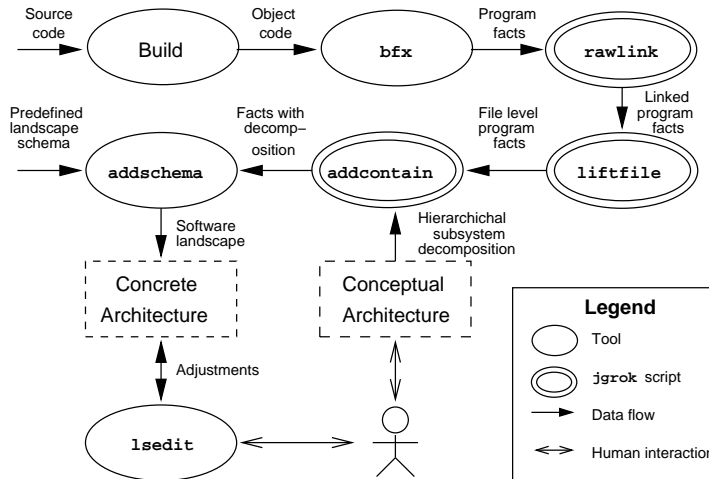 Source
code
Object
code
Program
facts
Build
bfx
rawlink
Predefined
landscape
schema
Facts with
decomp–
osition
File level
program
facts
Linked
program
facts
addschema
addcontain
liftfile
Software
landscape
Hierarchichal
subsystem
decomposition
Concrete
Architecture
Conceptual
Architecture
Adjustments
lsedit
Legend
Tool
jgrok script
Data flow
Human interaction